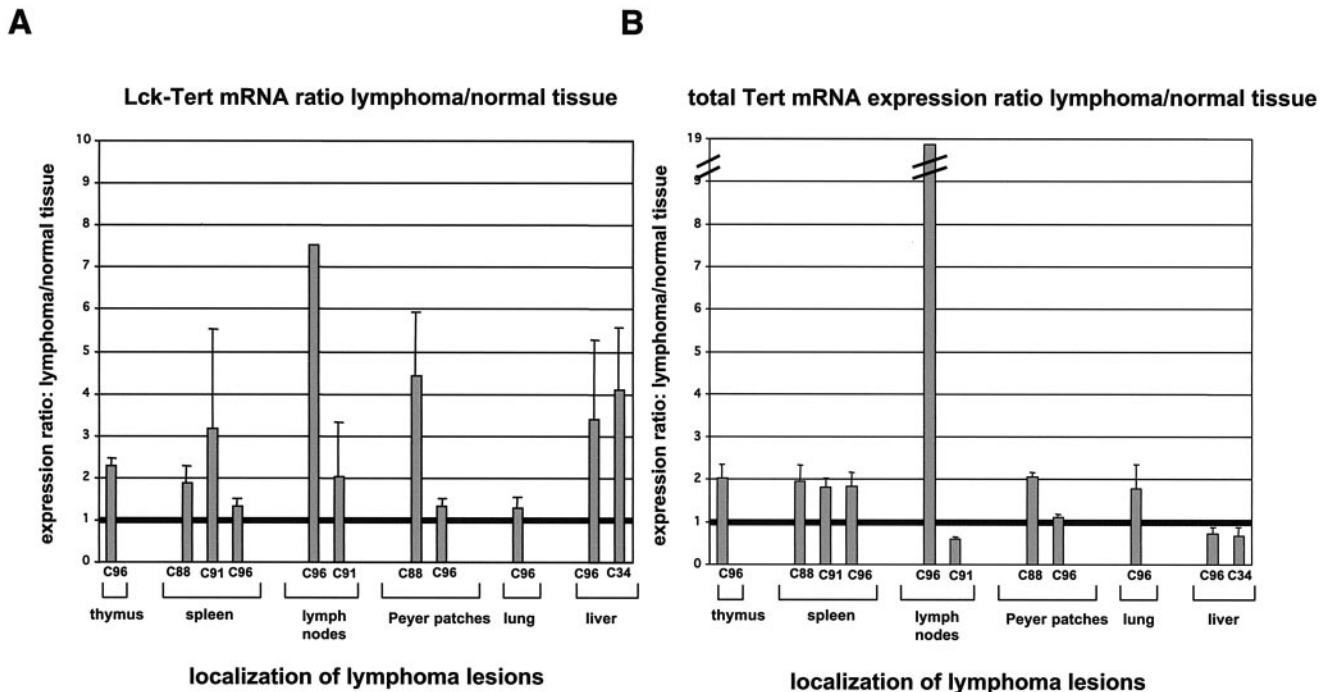 A
Lck-Tert mRNA ratio lymphoma/normal tissue
expression ratio: lymphoma/normal tissue
10
9
8
7
6
5
4
3
2
1
0
C96 C88 C91 C96 C96 C91 C88 C96 C96 C96 C34
thymus spleen lymph nodes Peyer patches lung liver
localization of lymphoma lesions
B
total Tert mRNA expression ratio lymphoma/normal tissue
expression ratio: lymphoma/normal tissue
19
9
8
7
6
5
4
3
2
1
0
C96 C88 C91 C96 C96 C91 C88 C96 C96 C96 C34
thymus spleen lymph nodes Peyer patches lung liver
localization of lymphoma lesions